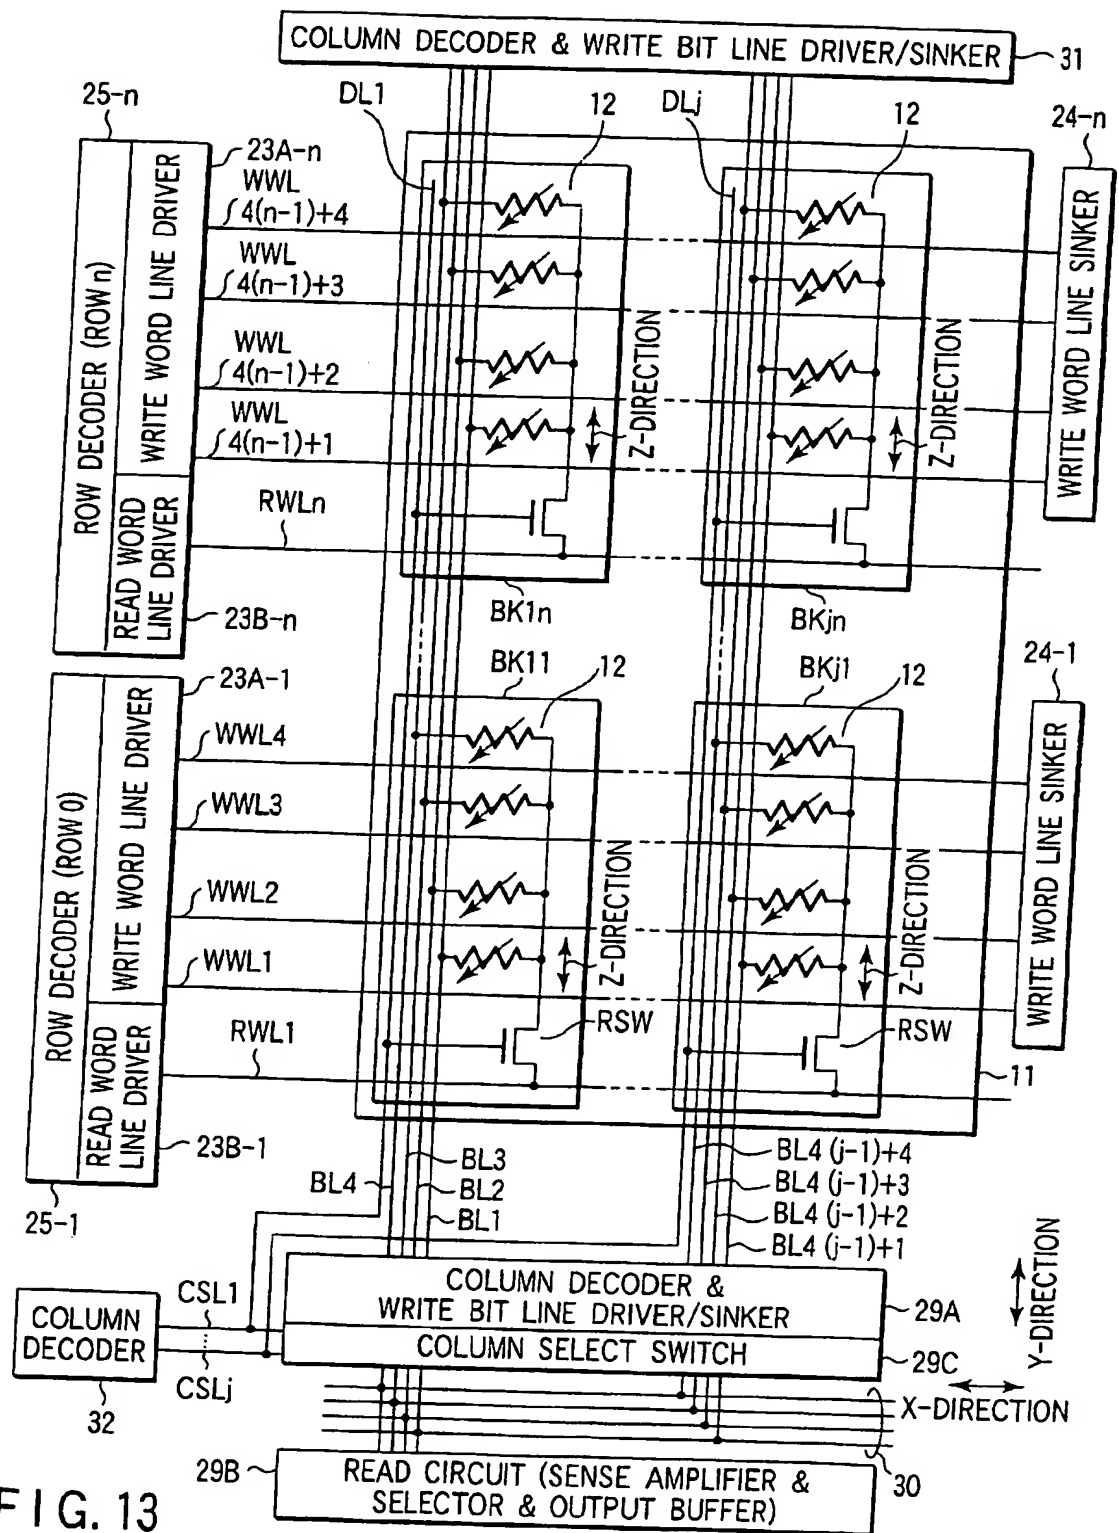 COLUMN DECODER & WRITE BIT LINE DRIVER/SINKER
31
25-n
DL1
12
DLj
12
24-n
23A-n
ROW DECODER (ROW n)
WRITE WORD LINE DRIVER
WWL
4(n-1)+4
WWL
4(n-1)+3
WWL
4(n-1)+2
WWL
4(n-1)+1
Z-DIRECTION
Z-DIRECTION
WRITE WORD LINE SINKER
READ WORD
LINE DRIVER
RWLn
23B-n
BK1n
BKjn
23A-1
BK11
12
BKj1
12
24-1
ROW DECODER (ROW 0)
WRITE WORD LINE DRIVER
WWL4
WWL3
WWL2
WWL1
Z-DIRECTION
Z-DIRECTION
WRITE WORD LINE SINKER
READ WORD
LINE DRIVER
RWL1
RSW
RSW
11
23B-1
25-1
BL4
BL3
BL2
BL1
BL4 (j-1)+4
BL4 (j-1)+3
BL4 (j-1)+2
BL4 (j-1)+1
COLUMN
DECODER
32
CSL1
CSLj
COLUMN DECODER &
WRITE BIT LINE DRIVER/SINKER
29A
COLUMN SELECT SWITCH
29C
Y-DIRECTION
X-DIRECTION
30
29B
READ CIRCUIT (SENSE AMPLIFIER &
SELECTOR & OUTPUT BUFFER)
FIG. 13